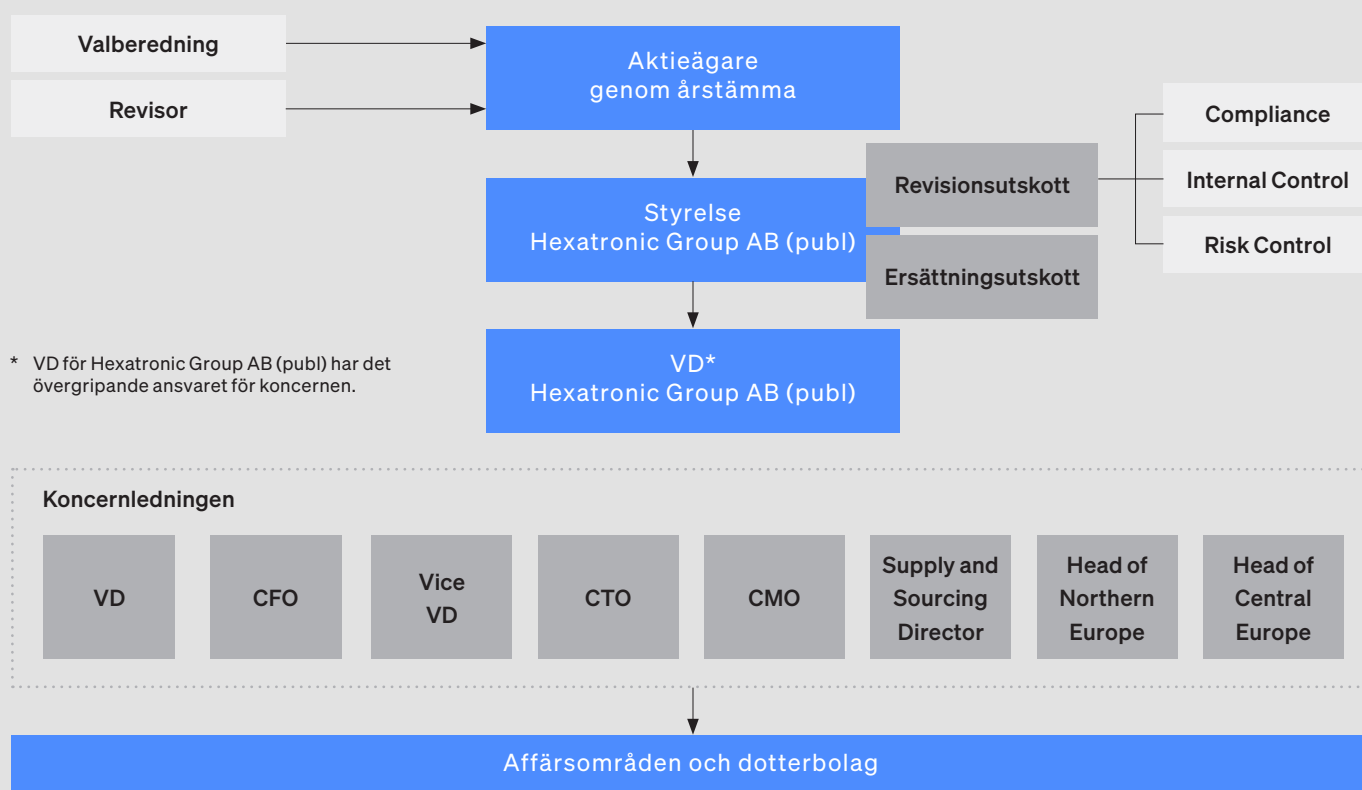 Valberedning
Revisor
Aktieägare
genom årstämma
Styrelse
Hexatronic Group AB (publ)
Revisionsutskott
Ersättningsutskott
Compliance
Internal Control
Risk Control
VD*
Hexatronic Group AB (publ)
* VD för Hexatronic Group AB (publ) har det
övergripande ansvaret för koncernen.
Koncernledningen
VD
CFO
Vice
VD
CTO
CMO
Supply and
Sourcing
Director
Head of
Northern
Europe
Head of
Central
Europe
Affärsområden och dotterbolag